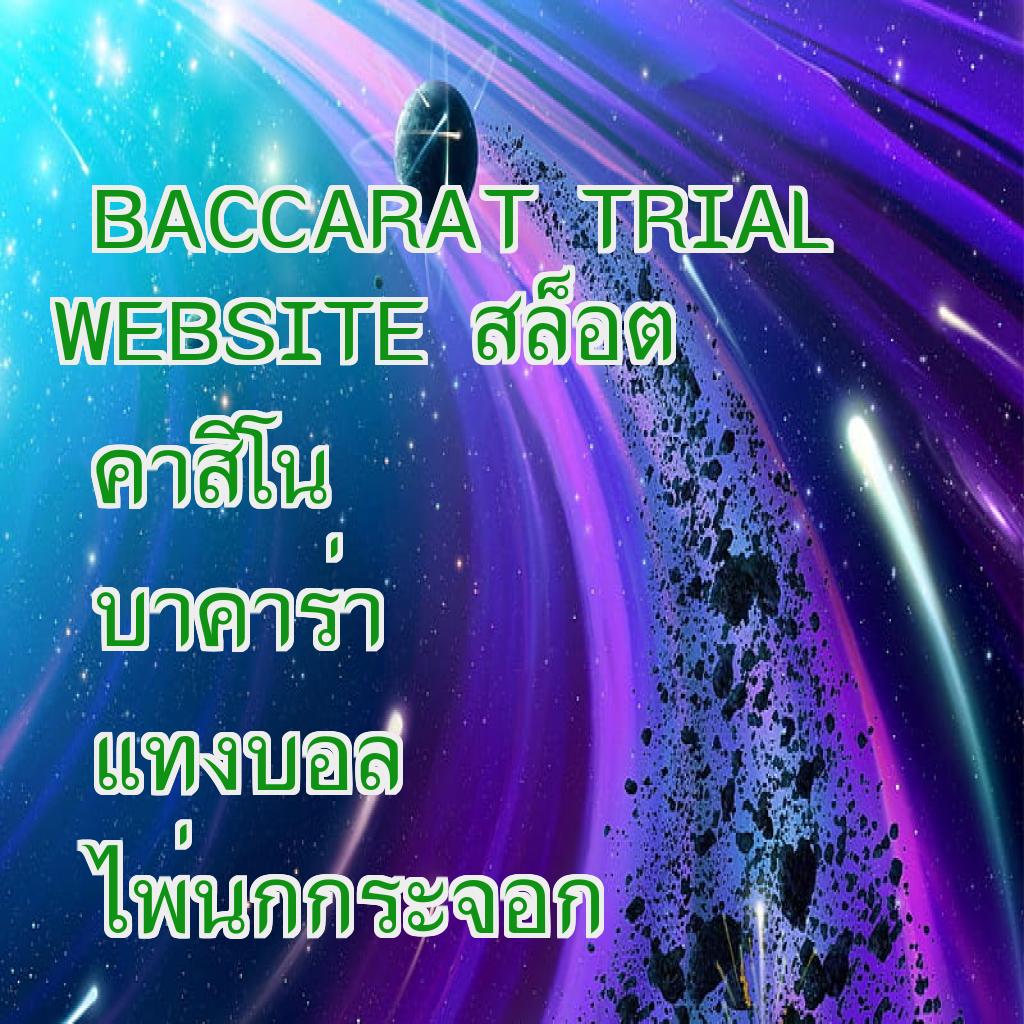 BACCARAT TRIAL
WEBSITE สล็อต
คาสิโน
บาคาร่า
แทงบอล
ไพ่นกกระจอก